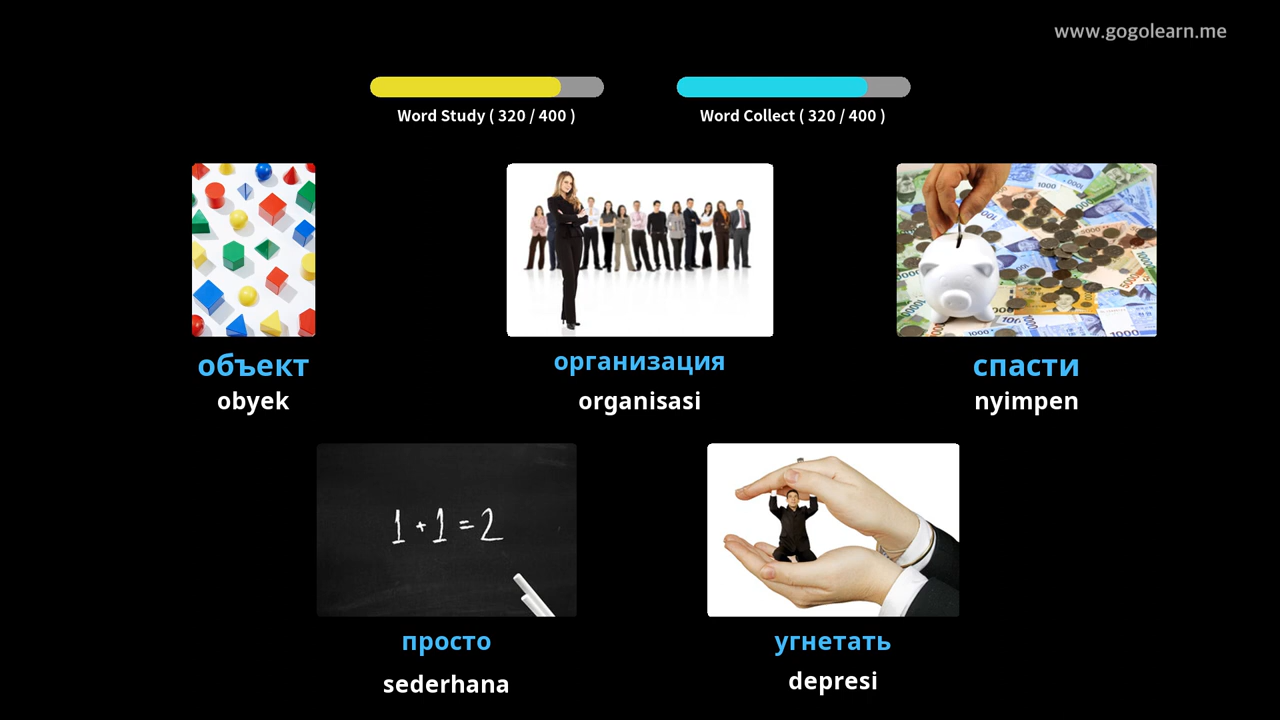 www.gogolearn.me
Word Study ( 320 / 400 )
Word Collect ( 320 / 400 )
объект
obyek
организация
organisasi
спасти
nyimpen
1 + 1 = 2
просто
sederhana
угнетать
depresi